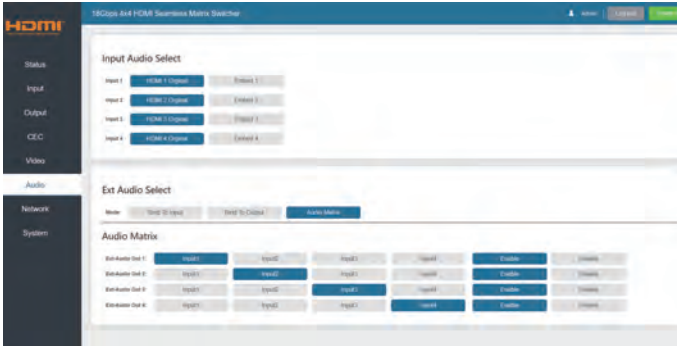 HDMI
18Gbps 4x4 HDMI Seamless Matrix Switcher
Admin
Status
Input
Output
CEC
Video
Audio
Network
System
Input Audio Select
Input 1 HDMI 1 Original Embed 1
Input 2 HDMI 2 Original Embed 2
Input 3 HDMI 3 Original Embed 3
Input 4 HDMI 4 Original Embed 4
Ext Audio Select
Mode: Bind To Input Bind To Output Audio Matrix
Audio Matrix
Ext-Audio Out 1: Input1 Input2 Input3 Input4 Enable Disable
Ext-Audio Out 2: Input1 Input2 Input3 Input4 Enable Disable
Ext-Audio Out 3: Input1 Input2 Input3 Input4 Enable Disable
Ext-Audio Out 4: Input1 Input2 Input3 Input4 Enable Disable